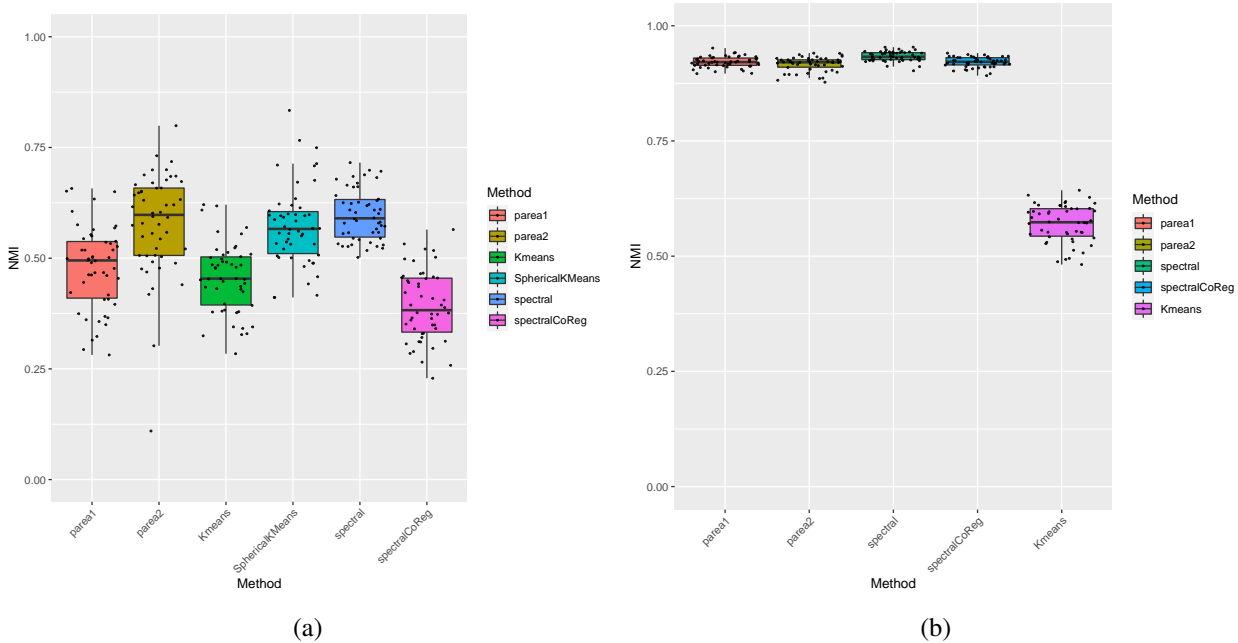 1.00
0.75
0.50
0.25
0.00
NMI
parea1
parea2
Kmeans
SphericalKMeans
spectral
spectralCoReg
Method
Method
parea1
parea2
Kmeans
SphericalKMeans
spectral
spectralCoReg
(a)
1.00
0.75
0.50
0.25
0.00
NMI
parea1
parea2
spectral
spectralCoReg
Kmeans
Method
Method
parea1
parea2
spectral
spectralCoReg
Kmeans
(b)